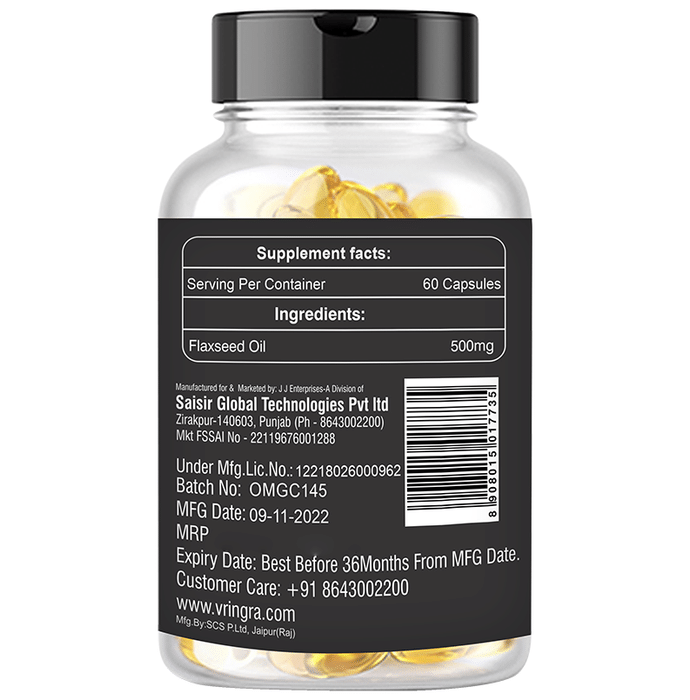 Supplement facts:
Serving Per Container 60 Capsules
Ingredients:
Flaxseed Oil 500mg
Manufactured for & Marketed by: J J Enterprises-A Division of
Saisir Global Technologies Pvt ltd
Zirakpur-140603, Punjab (Ph - 8643002200)
Mkt FSSAI No - 22119676001288
Under Mfg.Lic.No.: 12218026000962
Batch No: OMGC145
MFG Date: 09-11-2022
MRP
Expiry Date: Best Before 36Months From MFG Date.
Customer Care: +91 8643002200
www.vringra.com
Mfg.By:SCS P.Ltd, Jaipur(Raj)
8 908015 017735